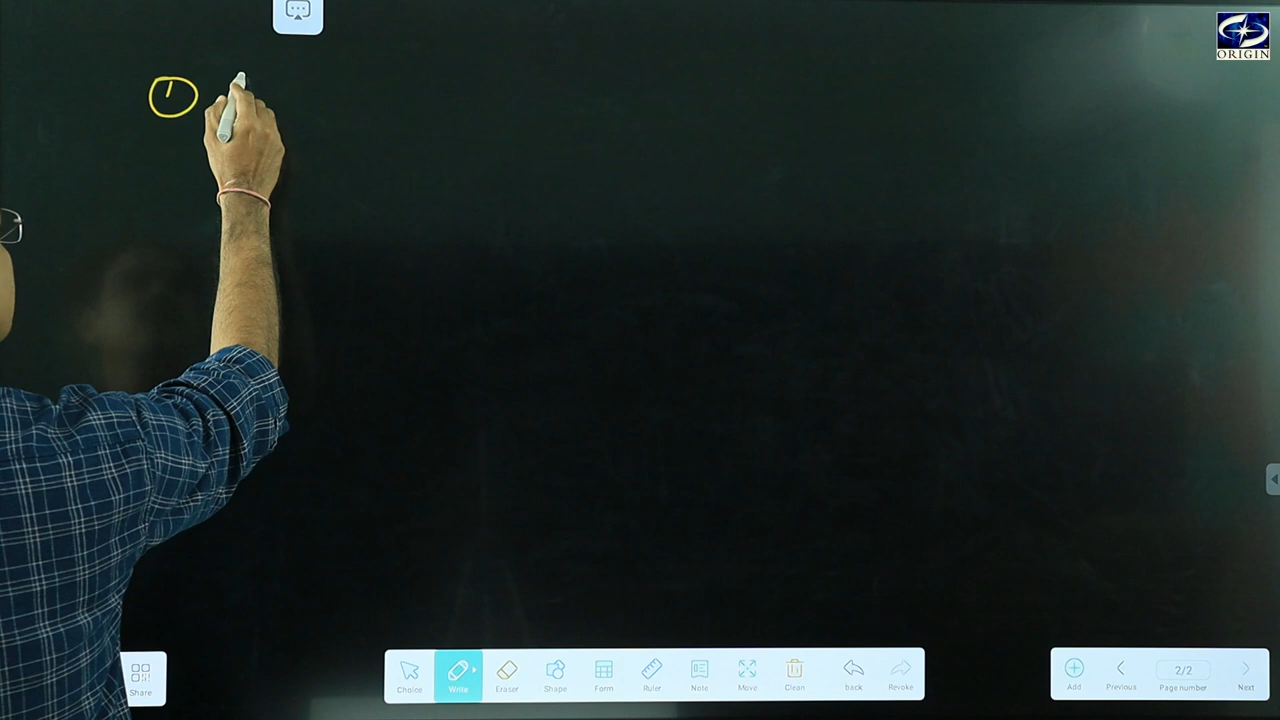 ORIGIN
1
Share
Choice
Write
Eraser
Shape
Form
Ruler
Note
Move
Clean
back
Revoke
Add
Previous
2/2
Page number
Next